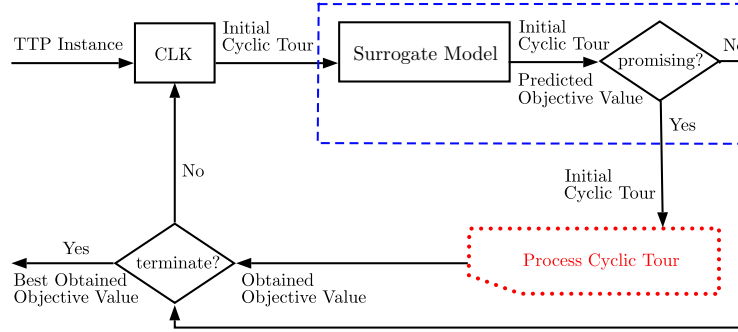 TTP Instance
CLK
Initial
Cyclic Tour
Surrogate Model
Initial
Cyclic Tour
Predicted
Objective Value
promising?
No
Yes
Initial
Cyclic Tour
Process Cyclic Tour
Obtained
Objective Value
terminate?
No
Yes
Best Obtained
Objective Value